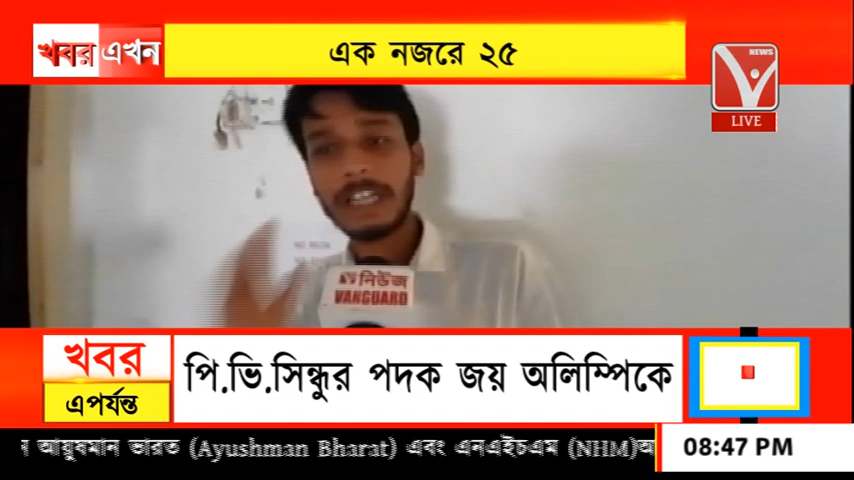 খবর এখন
এক নজরে ২৫
NEWS
V
LIVE
নিউজ
VANGUARD
খবর
এপর্যন্ত
পি.ভি.সিন্ধুর পদক জয় অলিম্পিকে
আয়ুষমান ভারত (Ayushman Bharat) এবং এনএইচএম (NHM)
08:47 PM